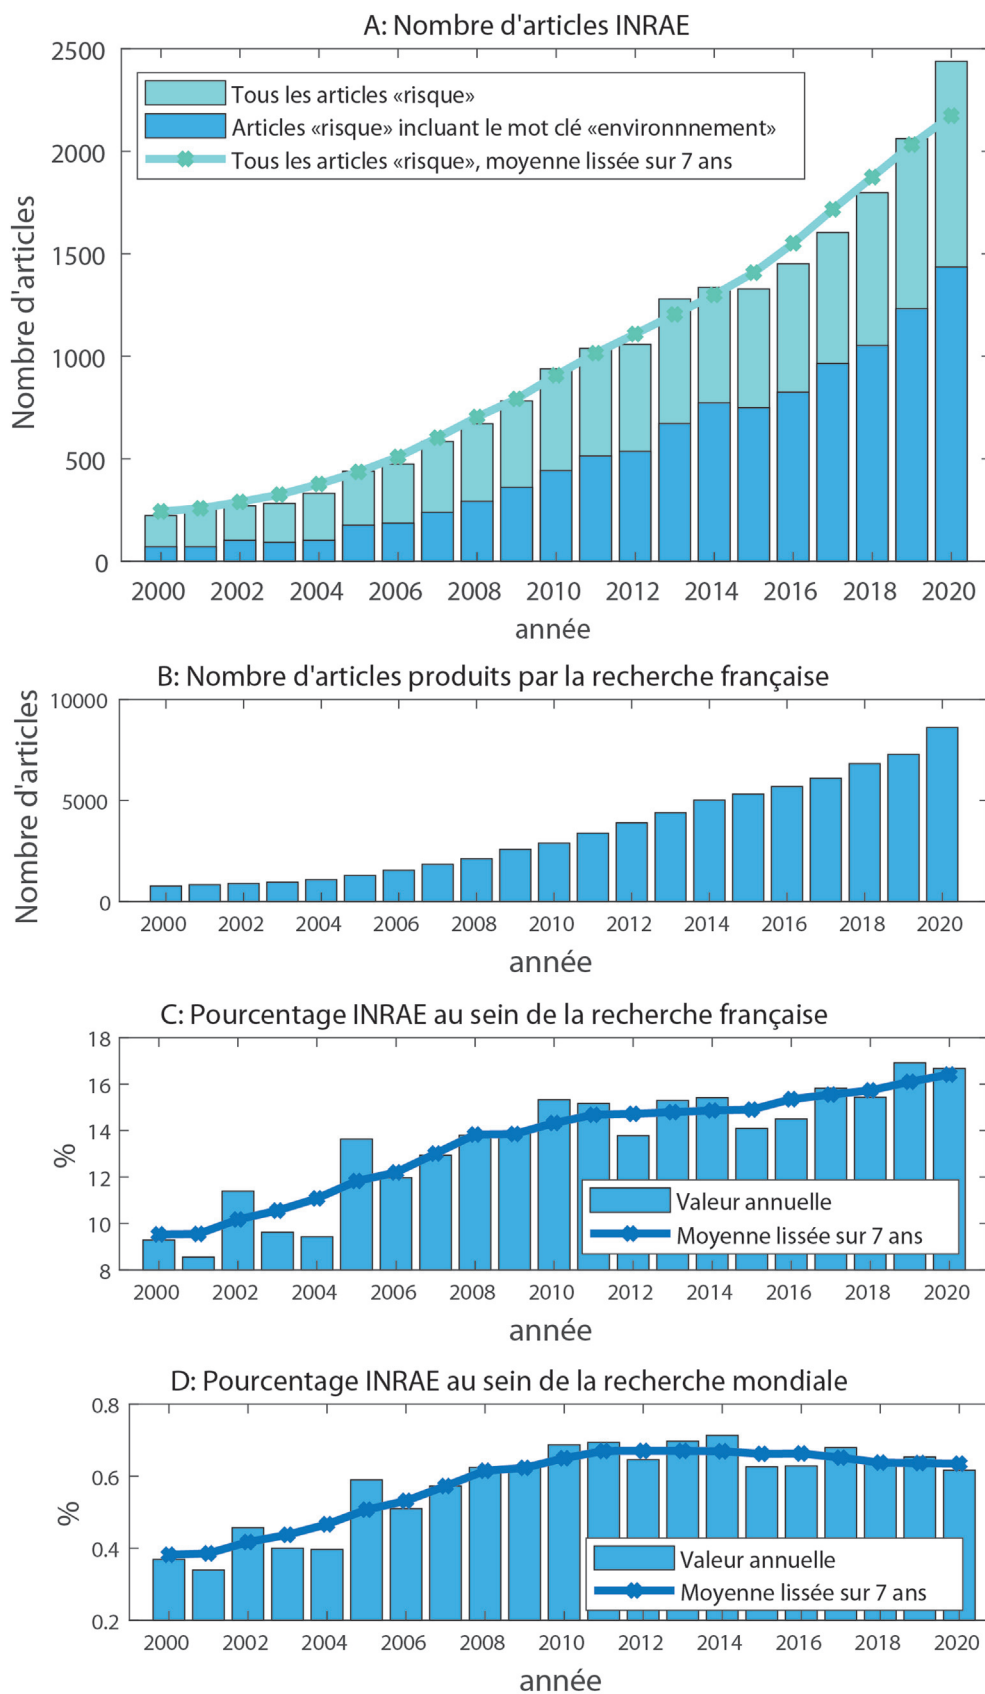 A: Nombre d'articles INRAE
2500
2000
1500
1000
500
0
Nombre d'articles
Tous les articles «risque»
Articles «risque» incluant le mot clé «environnnement»
Tous les articles «risque», moyenne lissée sur 7 ans
2000 2002 2004 2006 2008 2010 2012 2014 2016 2018 2020
année
B: Nombre d'articles produits par la recherche française
10000
5000
0
Nombre d'articles
2000 2002 2004 2006 2008 2010 2012 2014 2016 2018 2020
année
C: Pourcentage INRAE au sein de la recherche française
18
16
14
12
10
8
%
Valeur annuelle
Moyenne lissée sur 7 ans
2000 2002 2004 2006 2008 2010 2012 2014 2016 2018 2020
année
D: Pourcentage INRAE au sein de la recherche mondiale
0.8
0.6
0.4
0.2
%
Valeur annuelle
Moyenne lissée sur 7 ans
2000 2002 2004 2006 2008 2010 2012 2014 2016 2018 2020
année